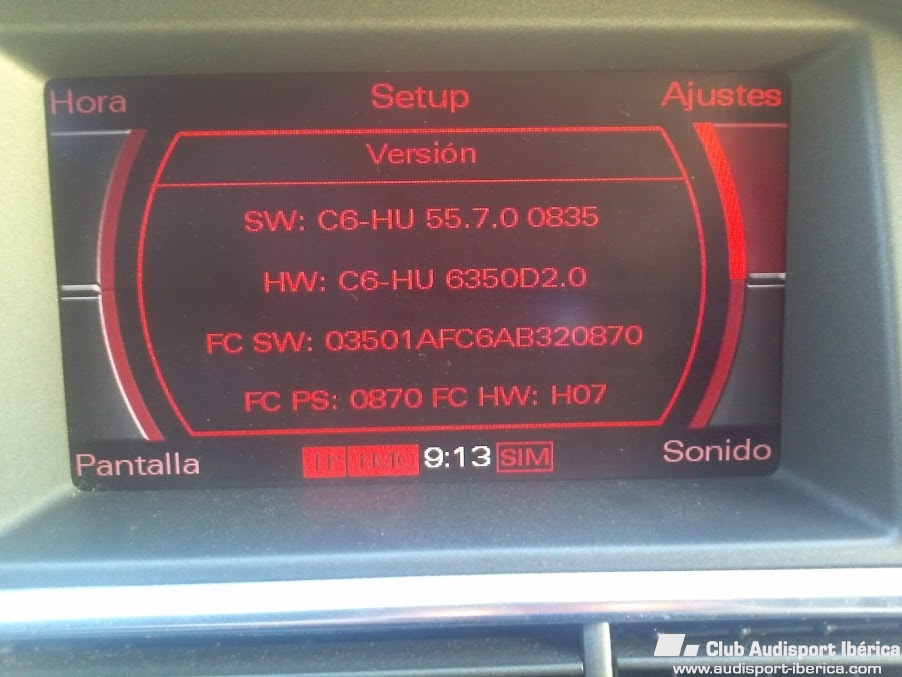 Hora Setup Ajustes
Versión
SW: C6-HU 55.7.0 0835
HW: C6-HU 6350D2.0
FC SW: 03501AFC6AB320870
FC PS: 0870 FC HW: H07
Pantalla TP TMC 9:13 SIM Sonido
Club Audisport Ibérica
www.audisport-iberica.com